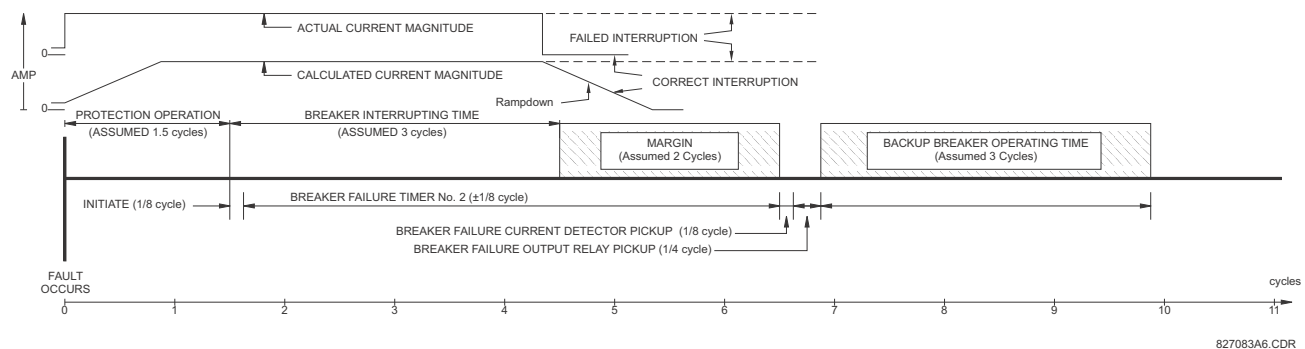 ACTUAL CURRENT MAGNITUDE
FAILED INTERRUPTION
0
AMP
CALCULATED CURRENT MAGNITUDE
CORRECT INTERRUPTION
Rampdown
0
PROTECTION OPERATION
(ASSUMED 1.5 cycles)
BREAKER INTERRUPTING TIME
(ASSUMED 3 cycles)
MARGIN
(Assumed 2 Cycles)
BACKUP BREAKER OPERATING TIME
(Assumed 3 Cycles)
INITIATE (1/8 cycle)
BREAKER FAILURE TIMER No. 2 (±1/8 cycle)
BREAKER FAILURE CURRENT DETECTOR PICKUP (1/8 cycle)
BREAKER FAILURE OUTPUT RELAY PICKUP (1/4 cycle)
FAULT
OCCURS
cycles
0 1 2 3 4 5 6 7 8 9 10 11
827083A6.CDR